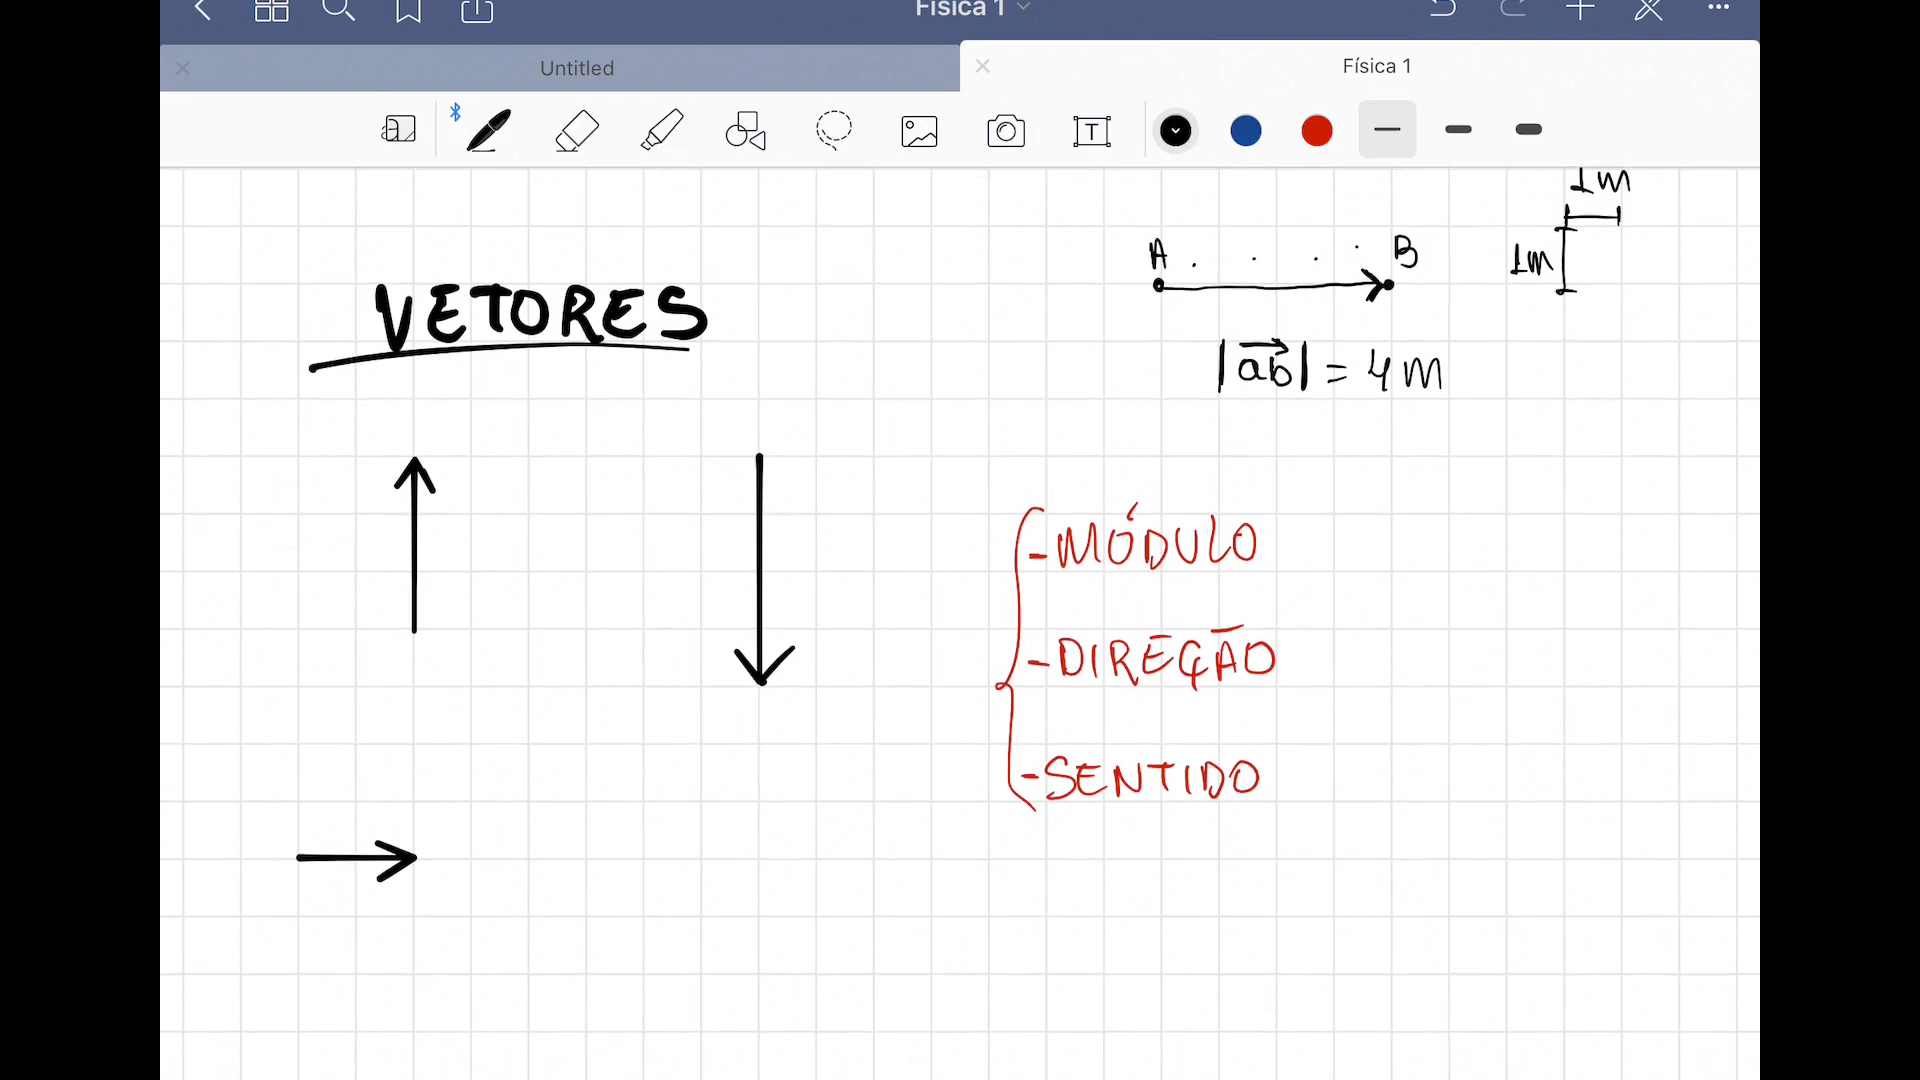 Física 1
Untitled
Física 1
T
1m
A
B
1m
VETORES
|ab| = 4m
-MÓDULO
-DIREÇÃO
-SENTIDO